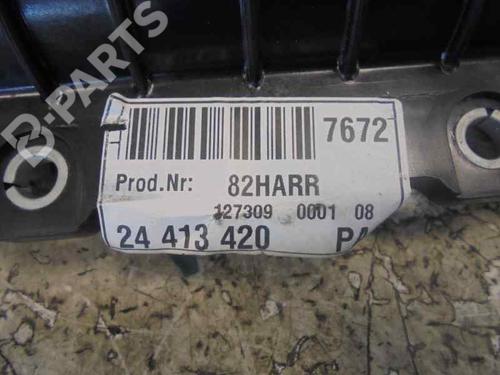 B-PARTS
H
7672
Prod.Nr: 82HARR
127309 0001 08
24 413 420